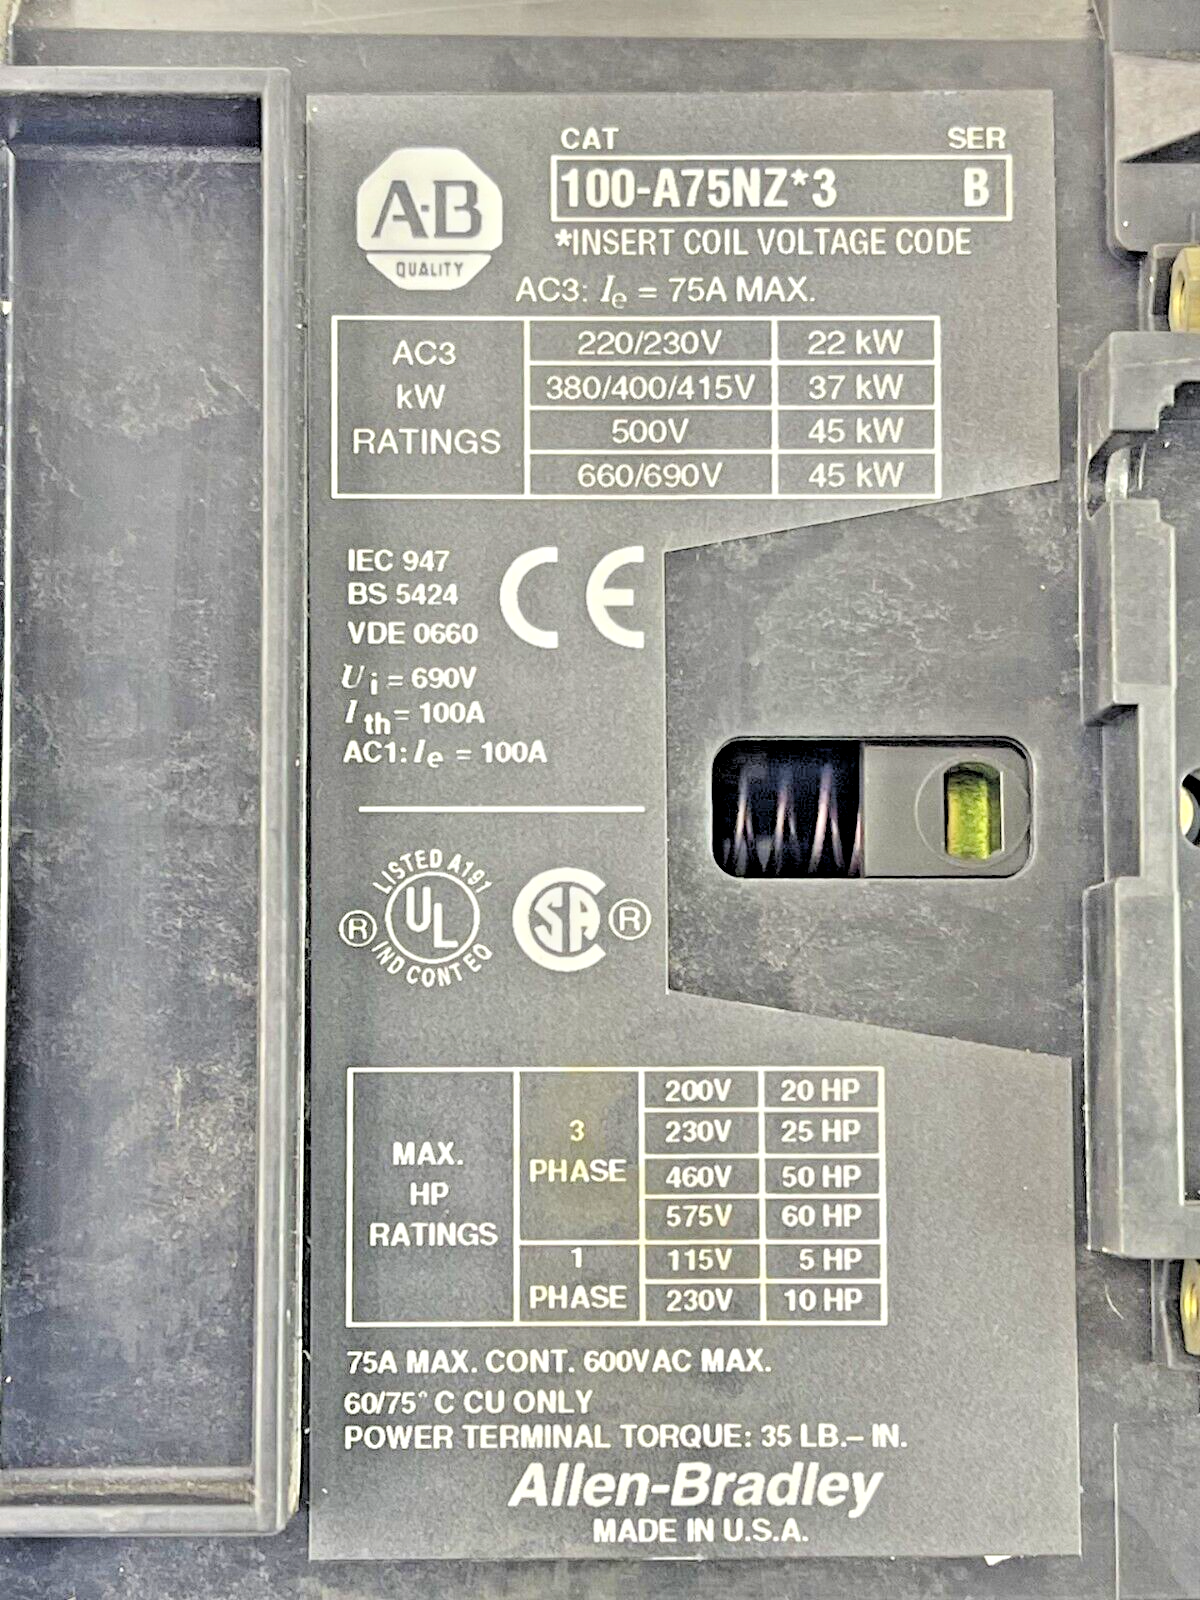 CAT SER
100-A75NZ*3 B
*INSERT COIL VOLTAGE CODE
A-B
QUALITY
AC3: Ie = 75A MAX.
AC3
kW
RATINGS
220/230V 22 kW
380/400/415V 37 kW
500V 45 kW
660/690V 45 kW
IEC 947
BS 5424
VDE 0660
CE
Ui = 690V
Ith = 100A
AC1: Ie = 100A
LISTED A191
® UL
IND CONT EQ
SA ®
MAX.
HP
RATINGS
3
PHASE
200V 20 HP
230V 25 HP
460V 50 HP
575V 60 HP
1
PHASE
115V 5 HP
230V 10 HP
75A MAX. CONT. 600VAC MAX.
60/75° C CU ONLY
POWER TERMINAL TORQUE: 35 LB.– IN.
Allen-Bradley
MADE IN U.S.A.